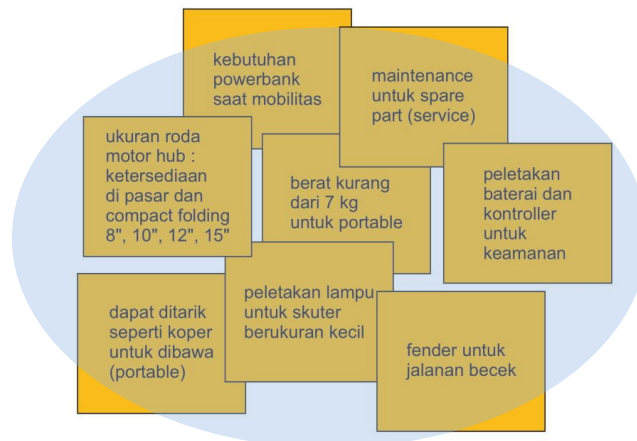 kebutuhan
powerbank
saat mobilitas
maintenance
untuk spare
part (service)
ukuran roda
motor hub :
ketersediaan
di pasar dan
compact folding
8", 10", 12", 15"
berat kurang
dari 7 kg
untuk portable
peletakan
baterai dan
kontroller
untuk
keamanan
dapat ditarik
seperti koper
untuk dibawa
(portable)
peletakan lampu
untuk skuter
berukuran kecil
fender untuk
jalanan becek